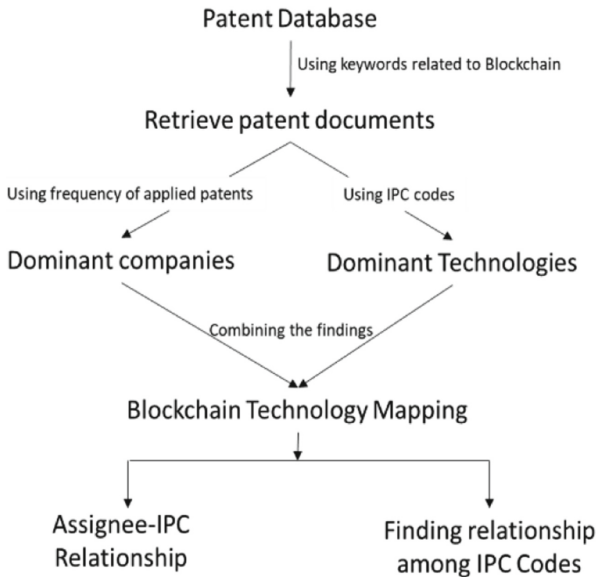 Patent Database
Using keywords related to Blockchain
Retrieve patent documents
Using frequency of applied patents
Using IPC codes
Dominant companies
Dominant Technologies
Combining the findings
Blockchain Technology Mapping
Assignee-IPC
Relationship
Finding relationship
among IPC Codes